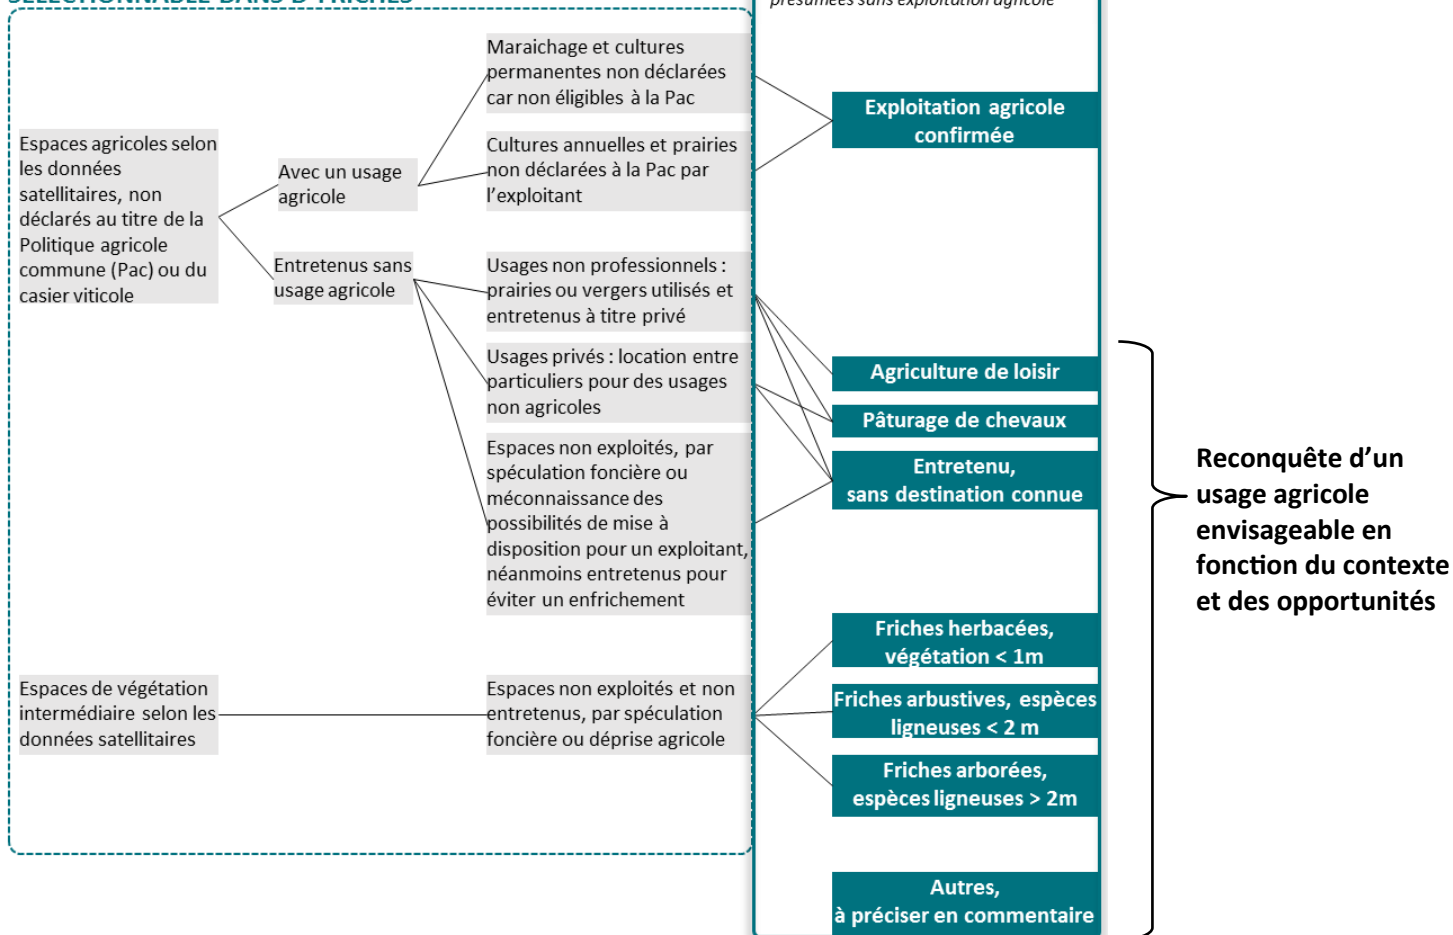 SELECTIONNABLE DANS D-FRICHES
présumées sans exploitation agricole
Espaces agricoles selon
les données
satellitaires, non
déclarés au titre de la
Politique agricole
commune (Pac) ou du
casier viticole
Avec un usage
agricole
Entretenus sans
usage agricole
Maraichage et cultures
permanentes non déclarées
car non éligibles à la Pac
Cultures annuelles et prairies
non déclarées à la Pac par
l’exploitant
Usages non professionnels :
prairies ou vergers utilisés et
entretenus à titre privé
Usages privés : location entre
particuliers pour des usages
non agricoles
Espaces non exploités, par
spéculation foncière ou
méconnaissance des
possibilités de mise à
disposition pour un exploitant,
néanmoins entretenus pour
éviter un enfrichement
Espaces de végétation
intermédiaire selon les
données satellitaires
Espaces non exploités et non
entretenus, par spéculation
foncière ou déprise agricole
Exploitation agricole
confirmée
Agriculture de loisir
Pâturage de chevaux
Entretenu,
sans destination connue
Friches herbacées,
végétation < 1m
Friches arbustives, espèces
ligneuses < 2 m
Friches arborées,
espèces ligneuses > 2m
Autres,
à préciser en commentaire
Reconquête d’un
usage agricole
envisageable en
fonction du contexte
et des opportunités